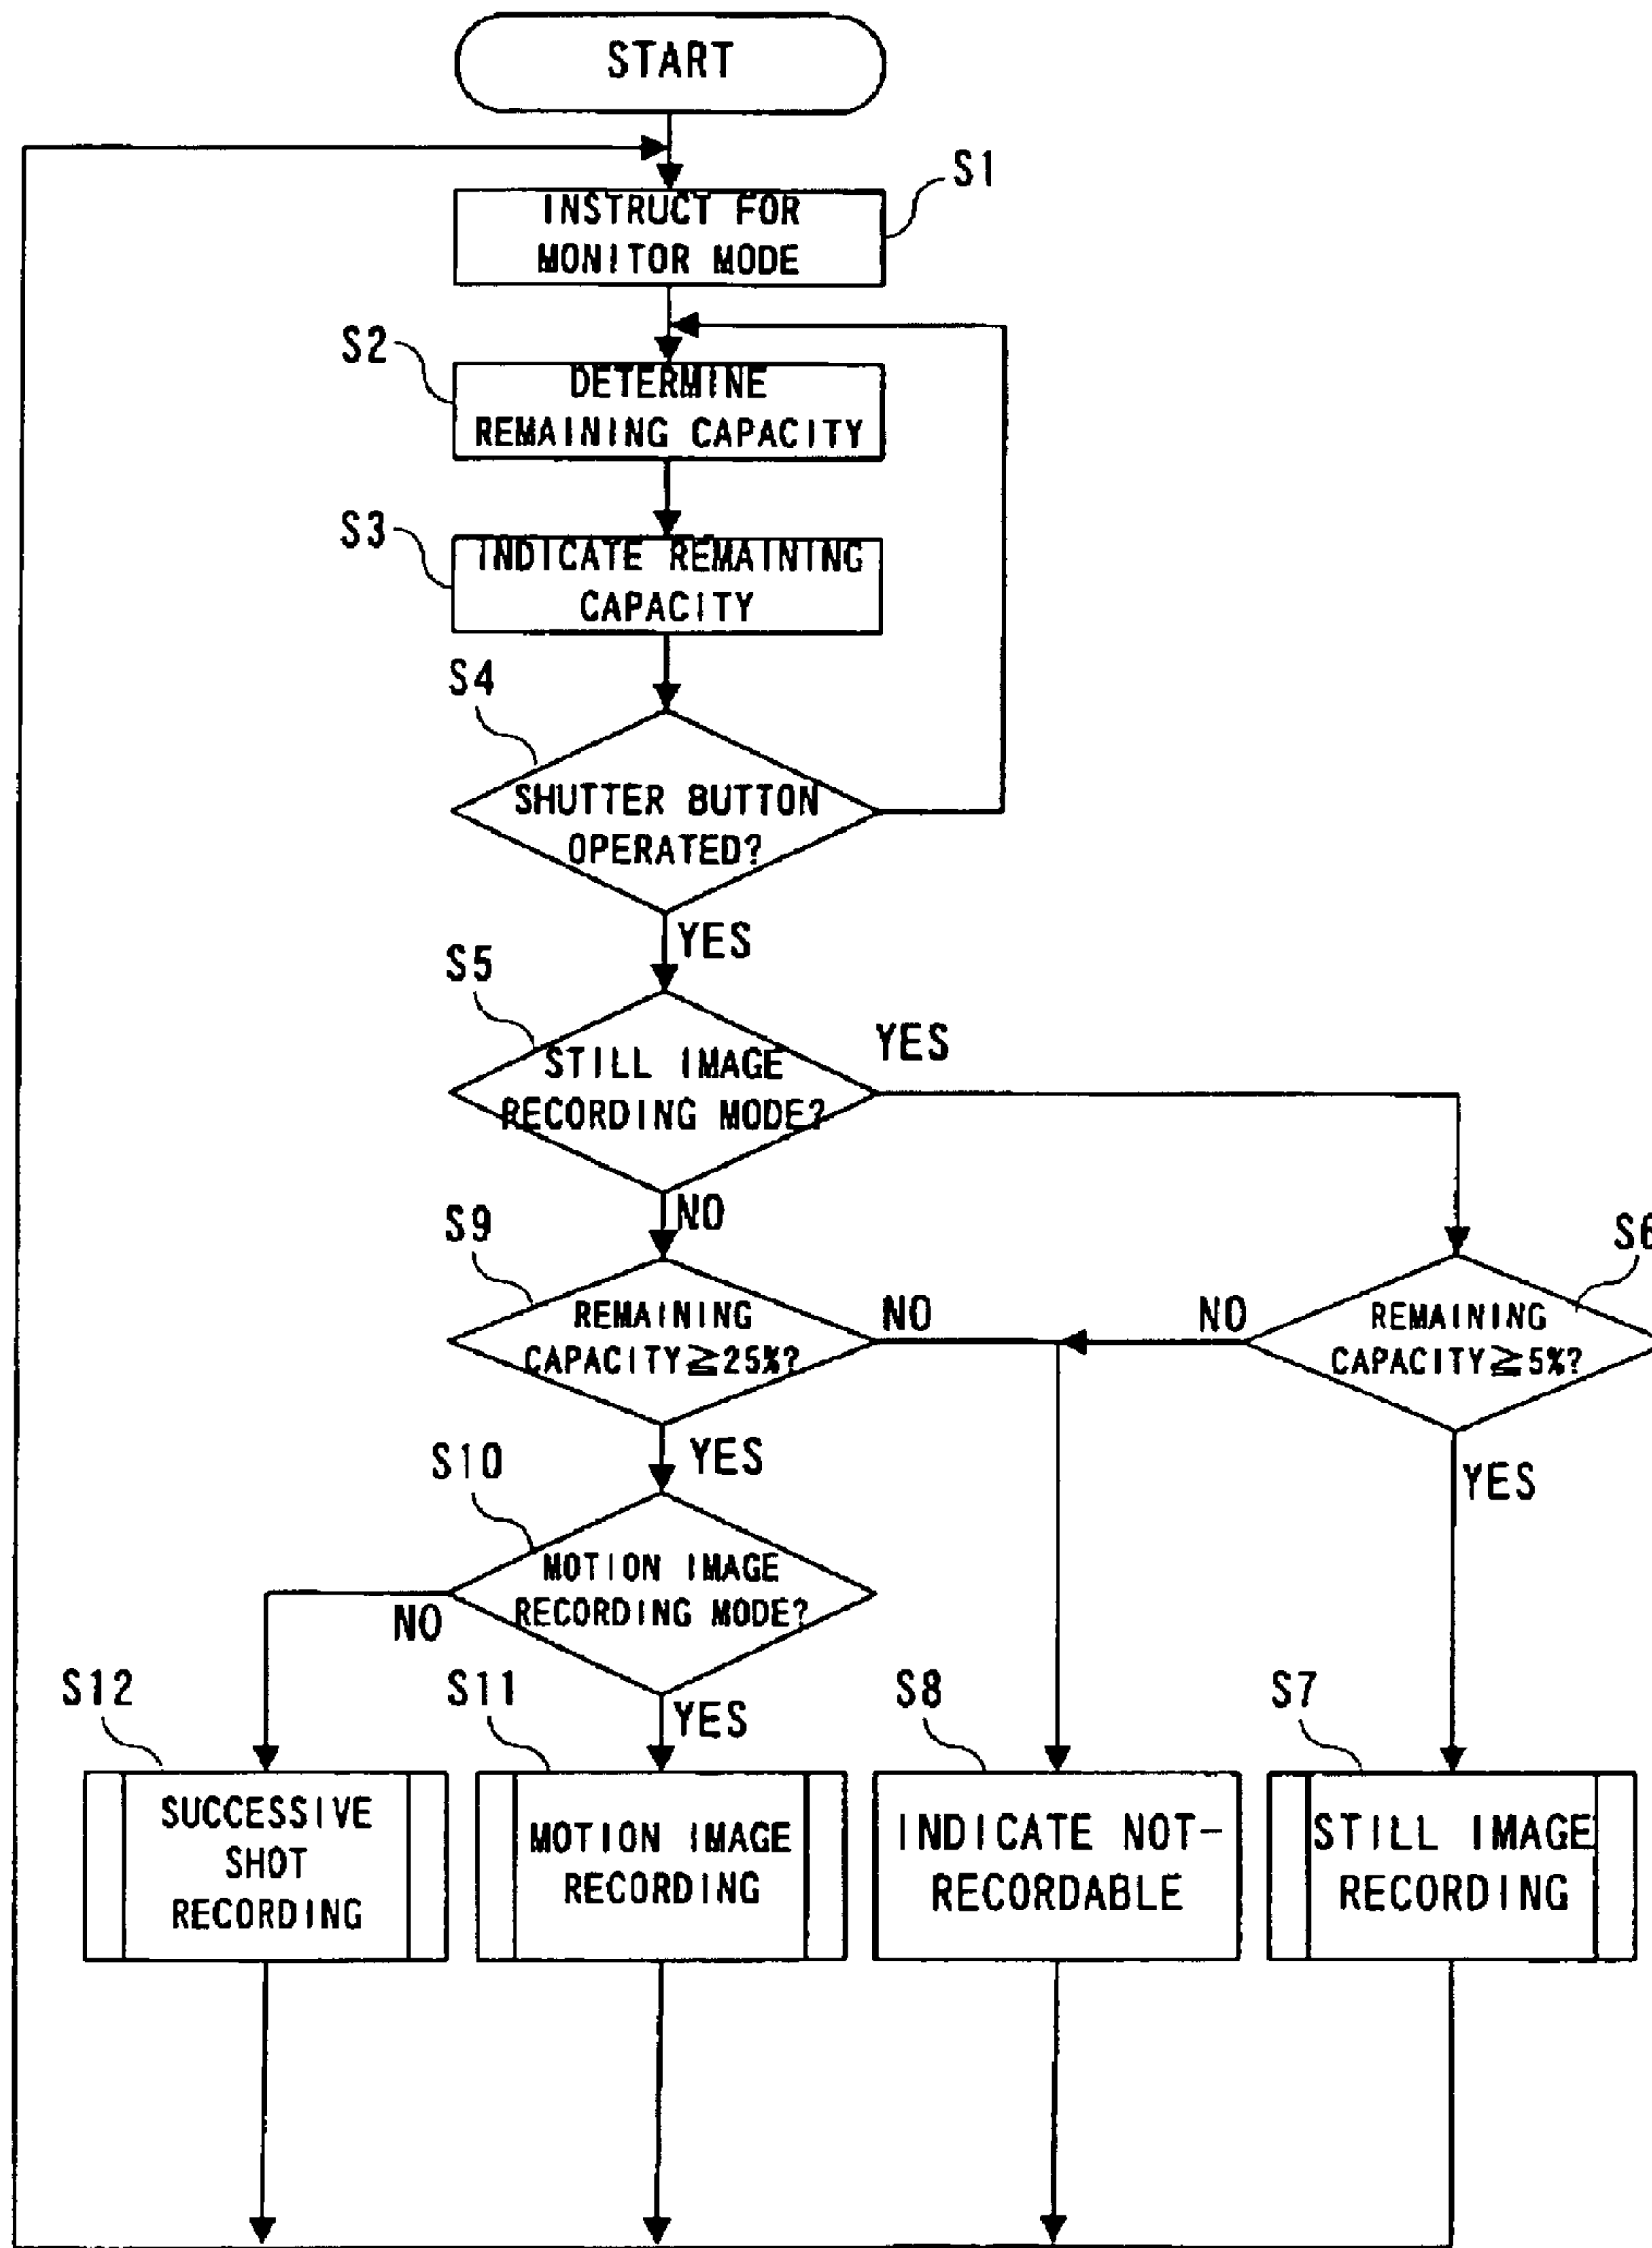 START
S1
INSTRUCT FOR
MONITOR MODE
S2
DETERMINE
REMAINING CAPACITY
S3
INDICATE REMAINING
CAPACITY
S4
SHUTTER BUTTON
OPERATED?
YES
S5
STILL IMAGE
RECORDING MODE?
YES
NO
S9
REMAINING
CAPACITY≧25%?
NO
NO
S6
REMAINING
CAPACITY≧5%?
YES
YES
S10
MOTION IMAGE
RECORDING MODE?
NO
YES
S12
SUCCESSIVE
SHOT
RECORDING
S11
MOTION IMAGE
RECORDING
S8
INDICATE NOT-
RECORDABLE
S7
STILL IMAGE
RECORDING